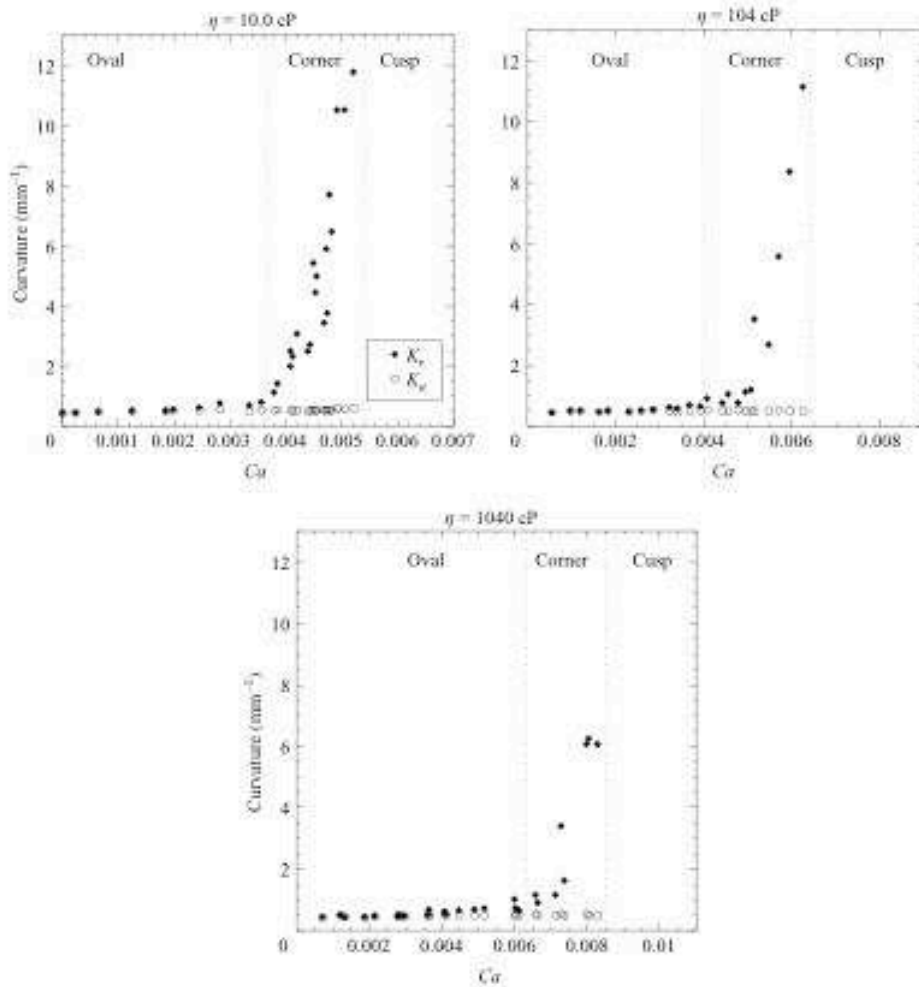 η = 10.0 cP
Oval Corner Cusp
12
10
8
6
4
2
Curvature (mm⁻¹)
0 0.001 0.002 0.003 0.004 0.005 0.006 0.007
Ca
η = 104 cP
Oval Corner Cusp
12
10
8
6
4
2
0 0.002 0.004 0.006 0.008
Ca
η = 1040 cP
Oval Corner Cusp
12
10
8
6
4
2
Curvature (mm⁻¹)
0 0.002 0.004 0.006 0.008 0.01
Ca